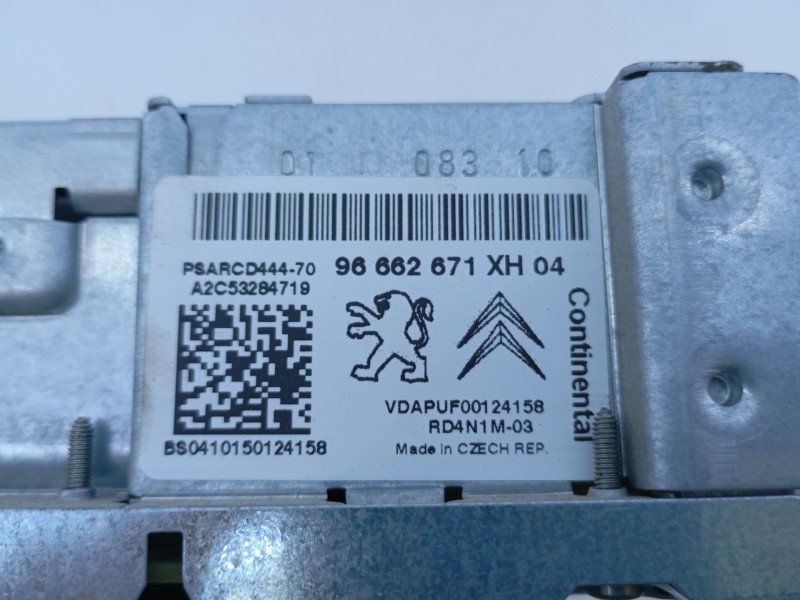 01 083 10
PSARCD444-70
A2C53284719
96 662 671 XH 04
Continental
BS0410150124158
VDAPUF00124158
RD4N1M-03
Made in CZECH REP.